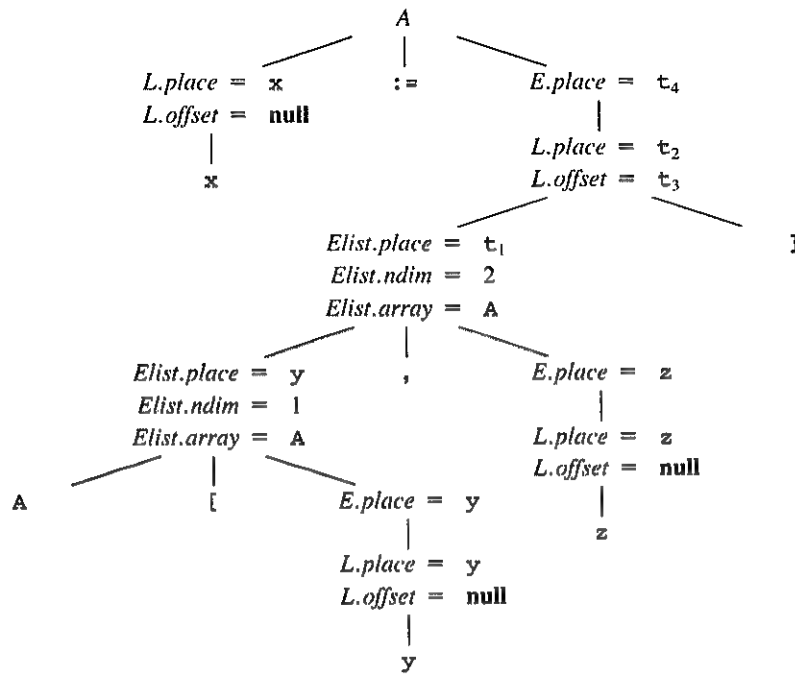 A
L.place = x := E.place = t₄
L.offset = null
L.place = t₂
x L.offset = t₃
Elist.place = t₁ ]
Elist.ndim = 2
Elist.array = A
Elist.place = y , E.place = z
Elist.ndim = 1
Elist.array = A L.place = z
L.offset = null
A [ E.place = y
z
L.place = y
L.offset = null
y